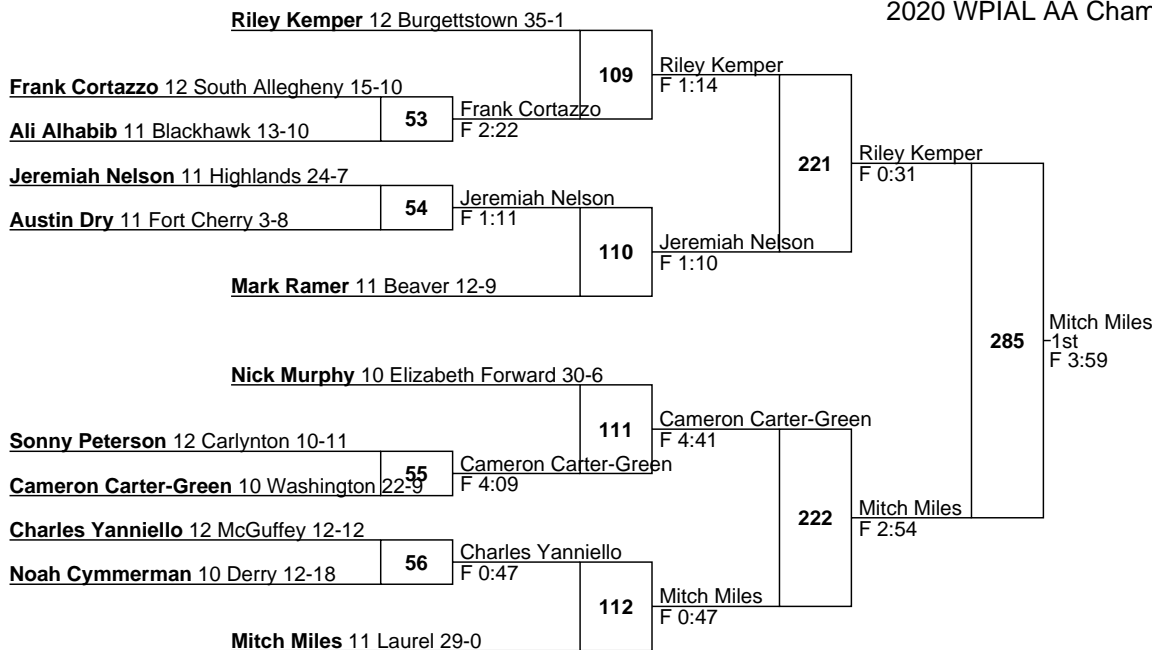 2020 WPIAL AA Cham
Riley Kemper 12 Burgettstown 35-1
109
Riley Kemper
F 1:14
Frank Cortazzo 12 South Allegheny 15-10
53
Frank Cortazzo
F 2:22
Ali Alhabib 11 Blackhawk 13-10
221
Riley Kemper
F 0:31
Jeremiah Nelson 11 Highlands 24-7
54
Jeremiah Nelson
F 1:11
Austin Dry 11 Fort Cherry 3-8
110
Jeremiah Nelson
F 1:10
Mark Ramer 11 Beaver 12-9
285
Mitch Miles
1st
F 3:59
Nick Murphy 10 Elizabeth Forward 30-6
111
Cameron Carter-Green
F 4:41
Sonny Peterson 12 Carlynton 10-11
55
Cameron Carter-Green
F 4:09
Cameron Carter-Green 10 Washington 22-9
222
Mitch Miles
F 2:54
Charles Yanniello 12 McGuffey 12-12
56
Charles Yanniello
F 0:47
Noah Cymmerman 10 Derry 12-18
112
Mitch Miles
F 0:47
Mitch Miles 11 Laurel 29-0